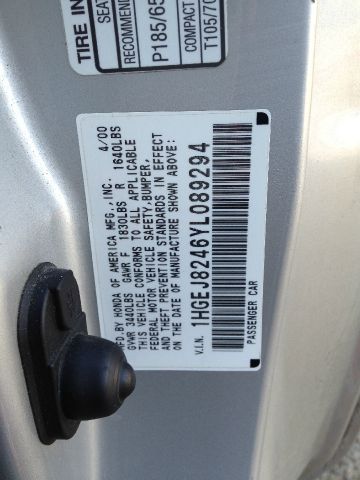 TIRE IN
SEAT
RECOMMEN
P185/65
COMPACT
T105/70
MFD.BY HONDA OF AMERICA MFG.,INC. 4/00
GVWR 3440LBS GAWR F 1830LBS R 1640LBS
THIS VEHICLE CONFORMS TO ALL APPLICABLE
FEDERAL MOTOR VEHICLE SAFETY,BUMPER,
AND THEFT PREVENTION STANDARDS IN EFFECT
ON THE DATE OF MANUFACTURE SHOWN ABOVE.
V.I.N. 1HGEJ8246YL089294
PASSENGER CAR